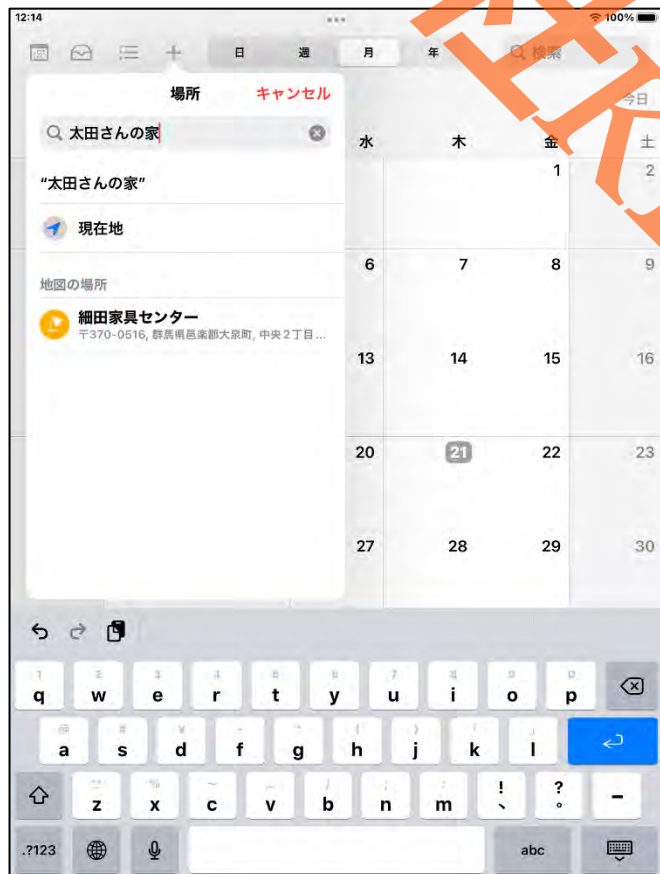 12:14
100%
日 週 月 年 検索
場所 キャンセル
今日
太田さんの家
水 木 金 土
"太田さんの家"
1 2
現在地
6 7 8 9
地図の場所
細田家具センター
〒370-0516, 群馬県邑楽郡大泉町, 中央2丁目...
13 14 15 16
20 21 22 23
27 28 29 30
q w e r t y u i o p
a s d f g h j k l
z x c v b n m ! 、 ? 。 ー
.?123 abc